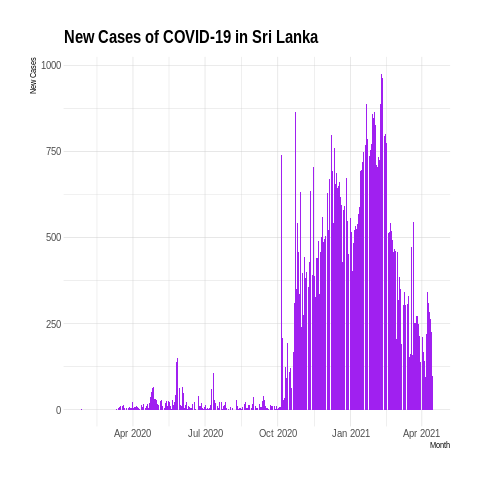 New Cases of COVID-19 in Sri Lanka
New Cases
1000
750
500
250
0
Apr 2020 Jul 2020 Oct 2020 Jan 2021 Apr 2021
Month